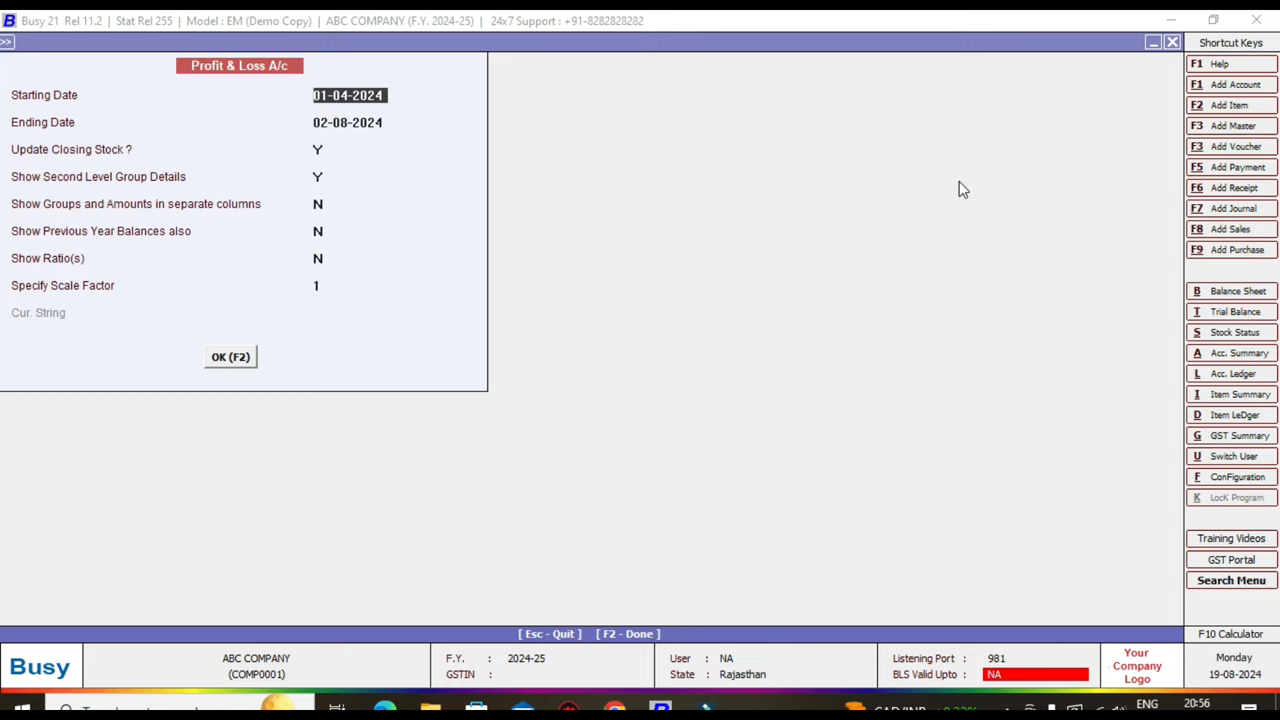 Busy 21 Rel 11.2 | Stat Rel 255 | Model : EM (Demo Copy) | ABC COMPANY (F.Y. 2024-25) | 24x7 Support : +91-8282828282
>>
Profit & Loss A/c
Starting Date 01-04-2024
Ending Date 02-08-2024
Update Closing Stock ? Y
Show Second Level Group Details Y
Show Groups and Amounts in separate columns N
Show Previous Year Balances also N
Show Ratio(s) N
Specify Scale Factor 1
Cur. String
OK (F2)
Shortcut Keys
F1 Help
F1 Add Account
F2 Add Item
F3 Add Master
F3 Add Voucher
F5 Add Payment
F6 Add Receipt
F7 Add Journal
F8 Add Sales
F9 Add Purchase
B Balance Sheet
T Trial Balance
S Stock Status
A Acc. Summary
L Acc. Ledger
I Item Summary
D Item LeDger
G GST Summary
U Switch User
F ConFiguration
K LocK Program
Training Videos
GST Portal
Search Menu
[ Esc - Quit ] [ F2 - Done ]
F10 Calculator
Busy
ABC COMPANY
(COMP0001)
F.Y. : 2024-25
GSTIN :
User : NA
State : Rajasthan
Listening Port : 981
BLS Valid Upto : NA
Your
Company
Logo
Monday
19-08-2024
ENG
20:56